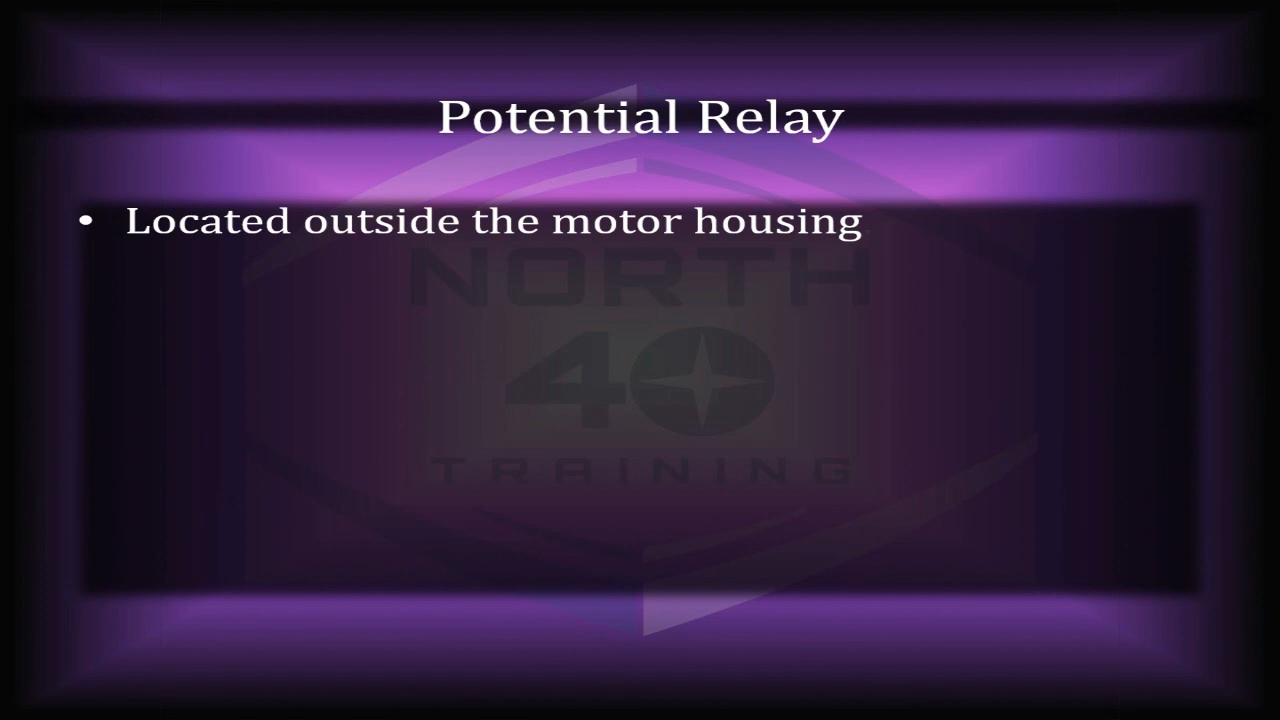 Potential Relay
• Located outside the motor housing
NORTH
40
TRAINING